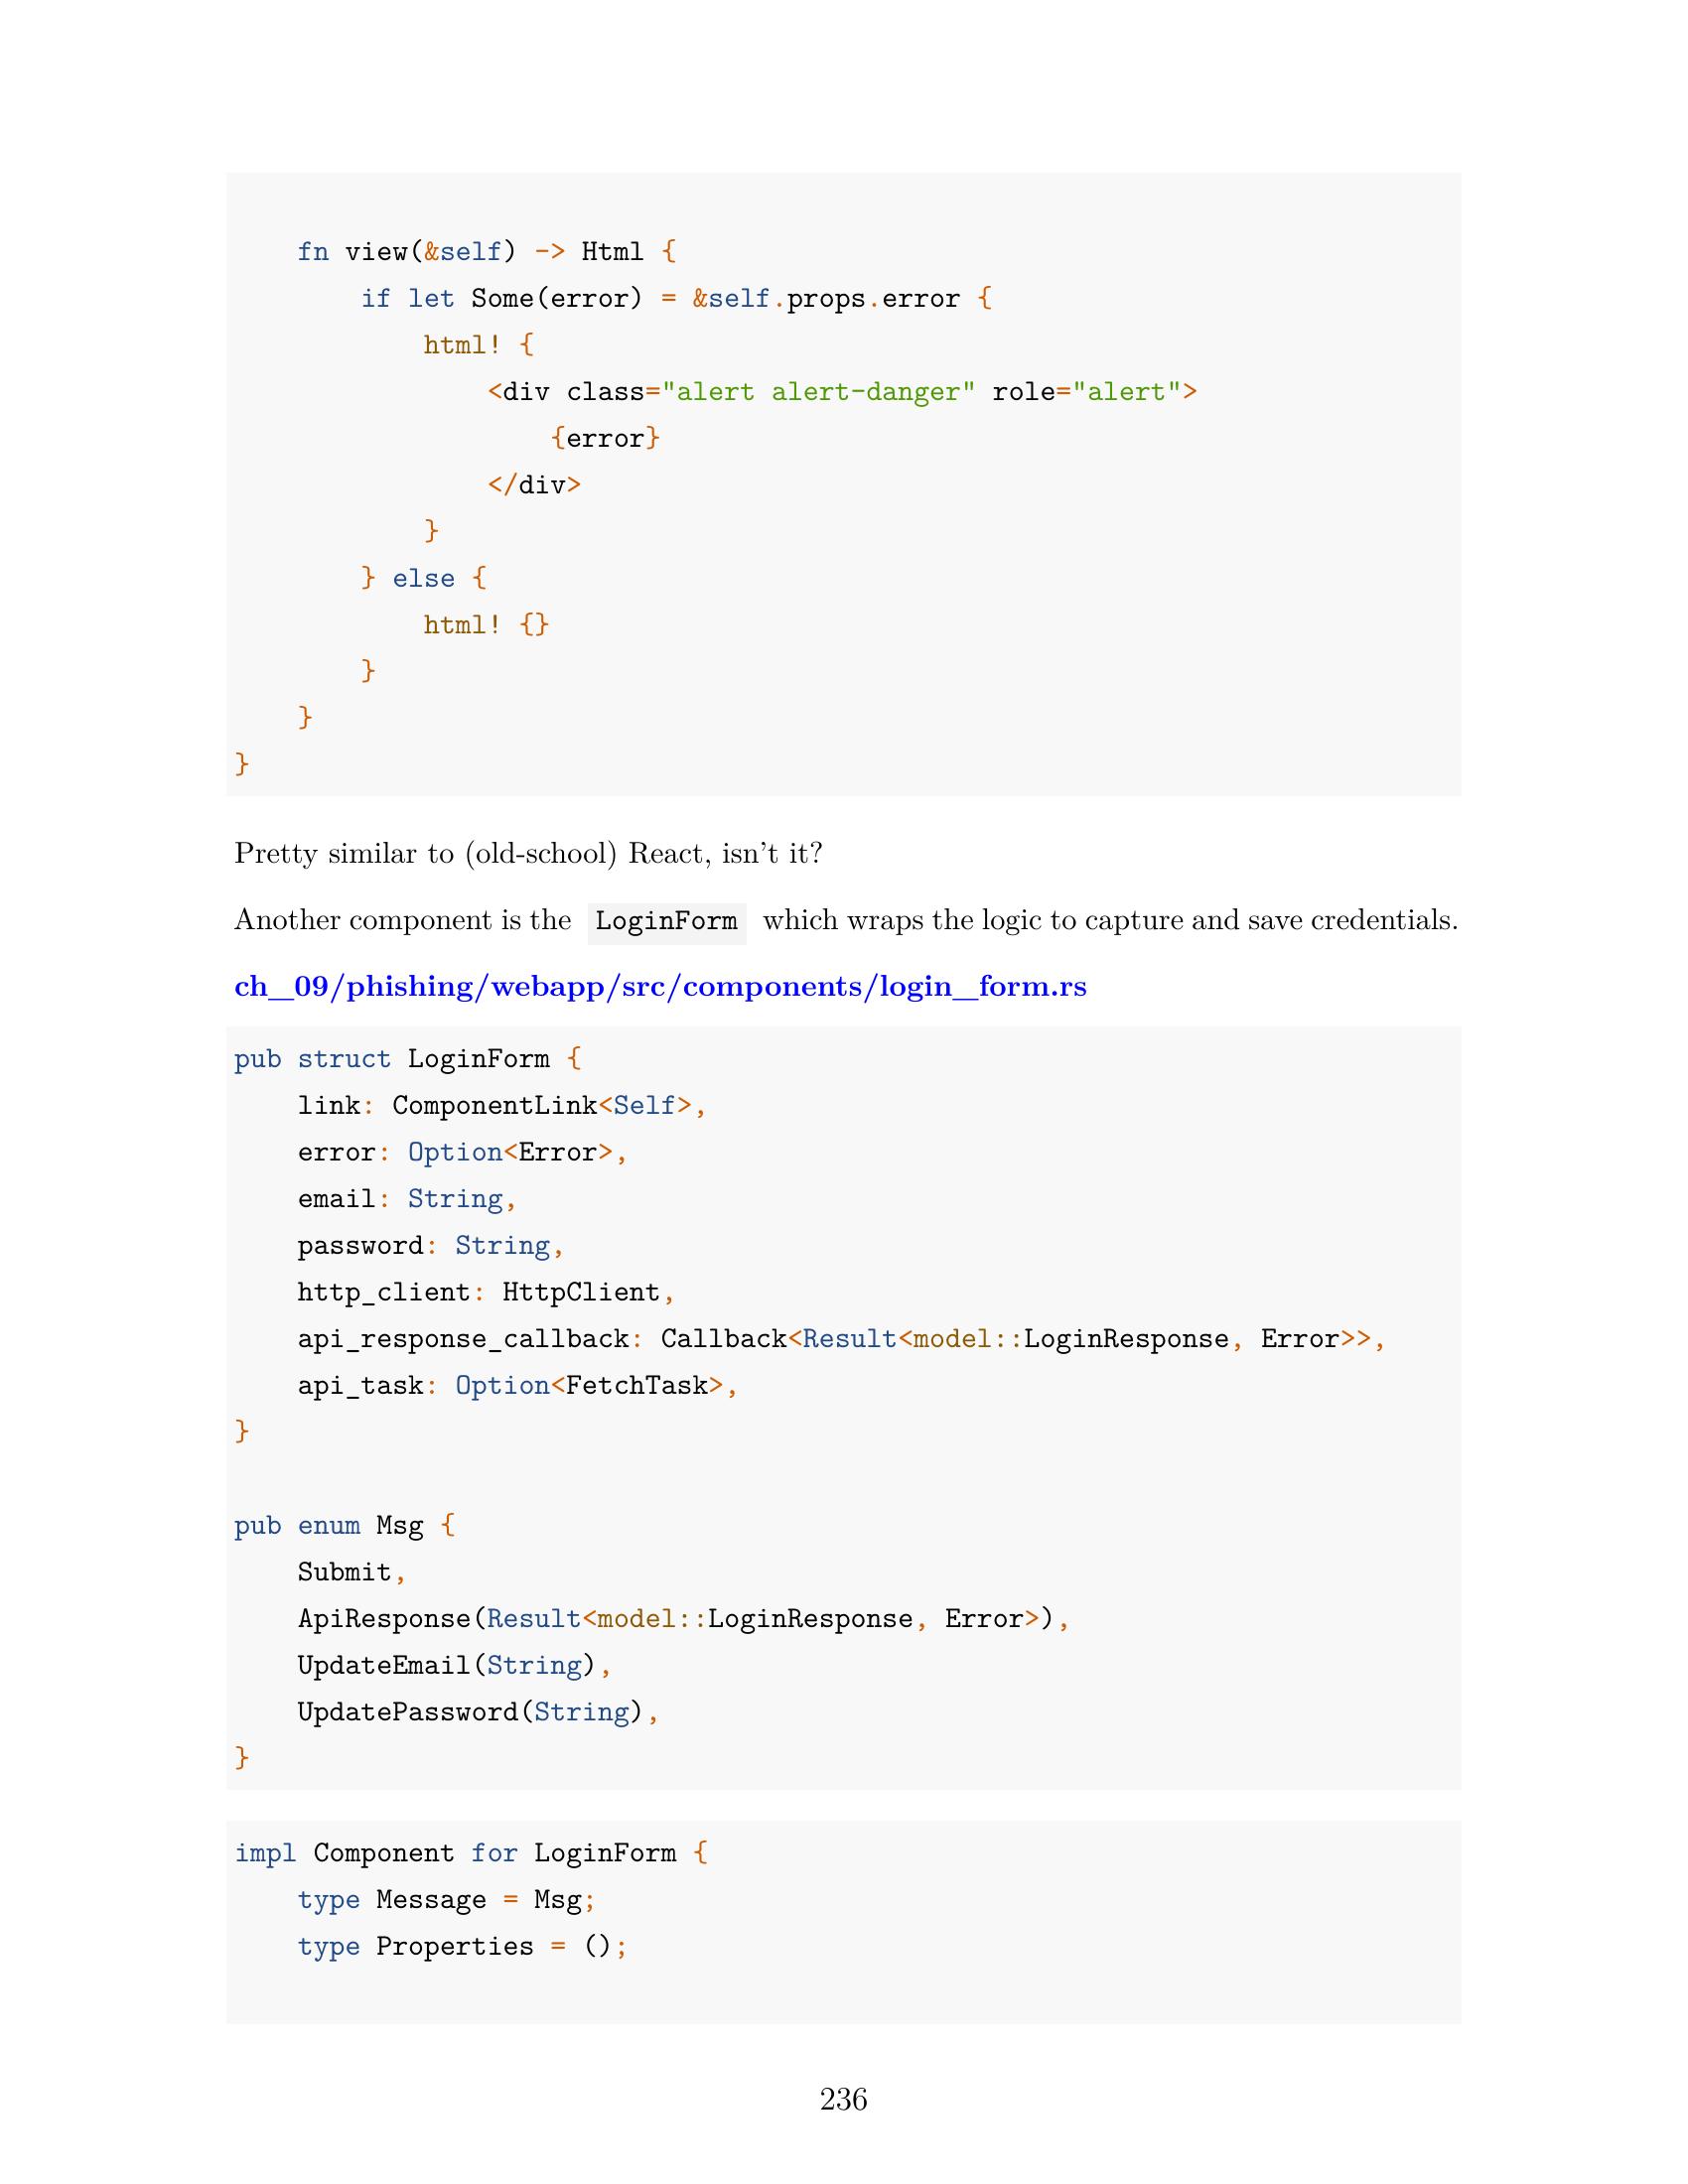 fn view(&self) -> Html {
        if let Some(error) = &self.props.error {
            html! {
                <div class="alert alert-danger" role="alert">
                    {error}
                </div>
            }
        } else {
            html! {}
        }
    }
}
Pretty similar to (old-school) React, isn't it?
Another component is the LoginForm which wraps the logic to capture and save credentials.
ch_09/phishing/webapp/src/components/login_form.rs
pub struct LoginForm {
    link: ComponentLink<Self>,
    error: Option<Error>,
    email: String,
    password: String,
    http_client: HttpClient,
    api_response_callback: Callback<Result<model::LoginResponse, Error>>,
    api_task: Option<FetchTask>,
}
pub enum Msg {
    Submit,
    ApiResponse(Result<model::LoginResponse, Error>),
    UpdateEmail(String),
    UpdatePassword(String),
}
impl Component for LoginForm {
    type Message = Msg;
    type Properties = ();
236